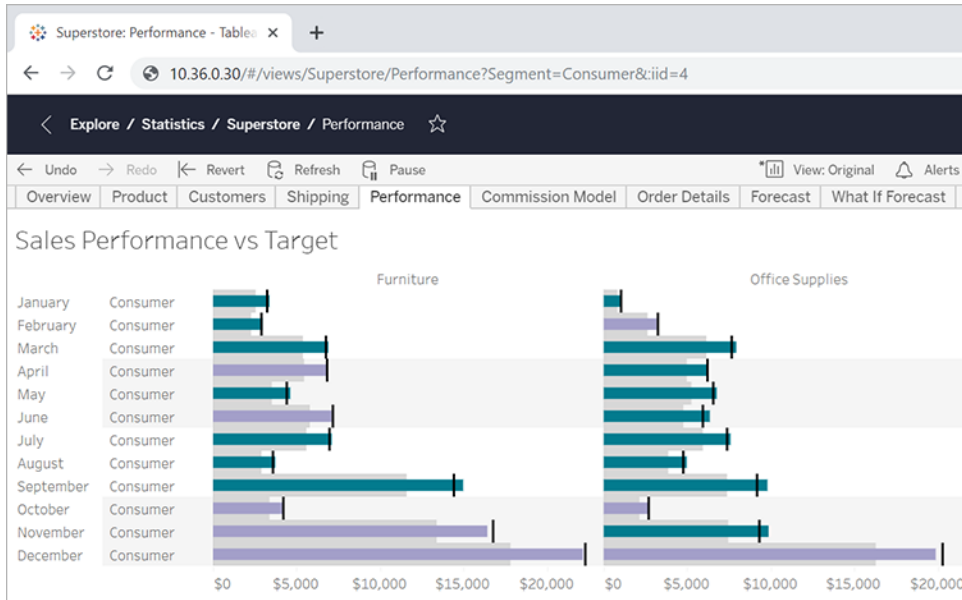 Superstore: Performance - Tablea
10.36.0.30/#/views/Superstore/Performance?Segment=Consumer&:iid=4
Explore / Statistics / Superstore / Performance
Undo Redo Revert Refresh Pause View: Original Alerts
Overview Product Customers Shipping Performance Commission Model Order Details Forecast What If Forecast
Sales Performance vs Target
Furniture Office Supplies
January Consumer
February Consumer
March Consumer
April Consumer
May Consumer
June Consumer
July Consumer
August Consumer
September Consumer
October Consumer
November Consumer
December Consumer
$0 $5,000 $10,000 $15,000 $20,000 $0 $5,000 $10,000 $15,000 $20,000